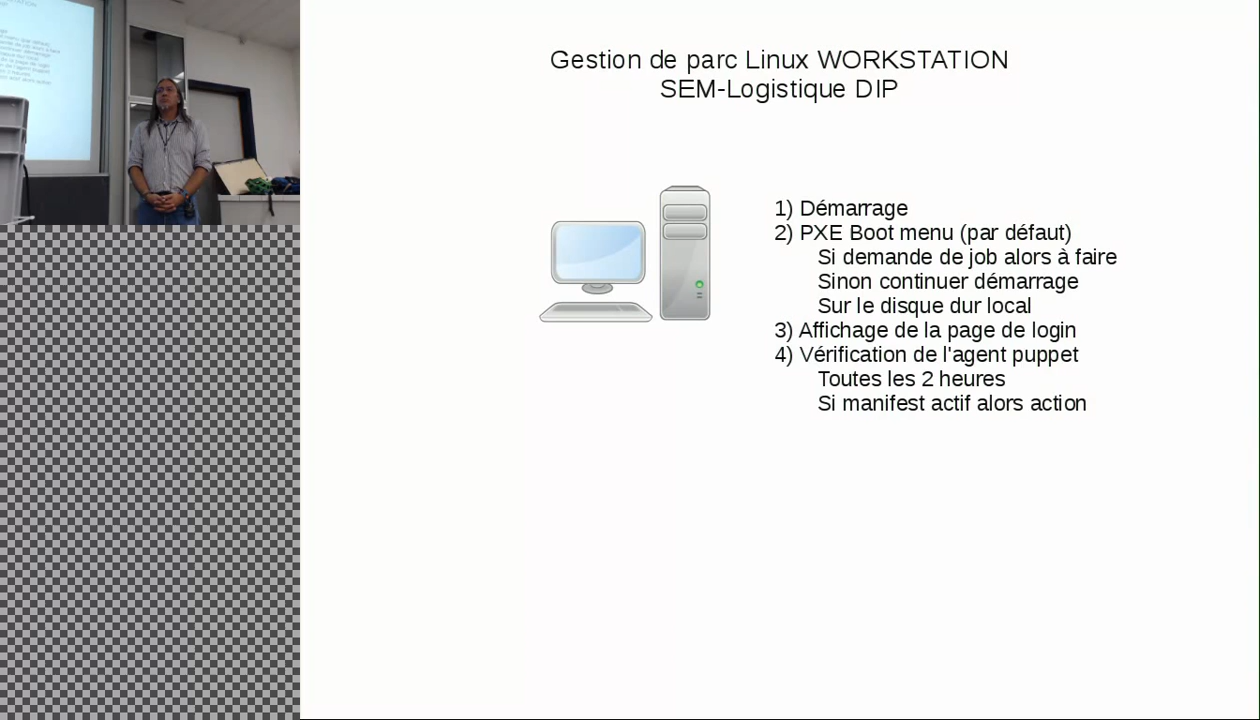 Gestion de parc Linux WORKSTATION
SEM-Logistique DIP
1) Démarrage
2) PXE Boot menu (par défaut)
Si demande de job alors à faire
Sinon continuer démarrage
Sur le disque dur local
3) Affichage de la page de login
4) Vérification de l'agent puppet
Toutes les 2 heures
Si manifest actif alors action